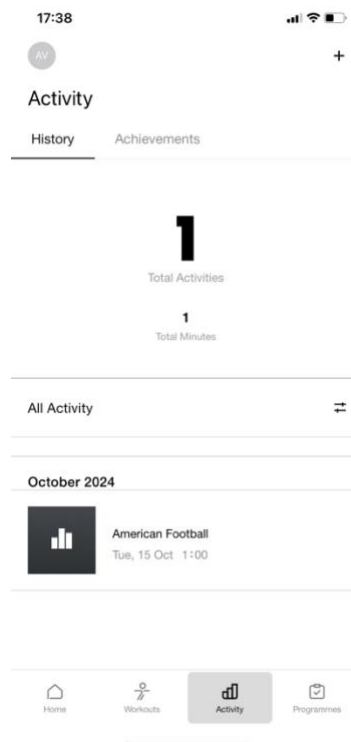 17:38
AV
+
Activity
History Achievements
1
Total Activities
1
Total Minutes
All Activity
October 2024
American Football
Tue, 15 Oct 1:00
Home Workouts Activity Programmes